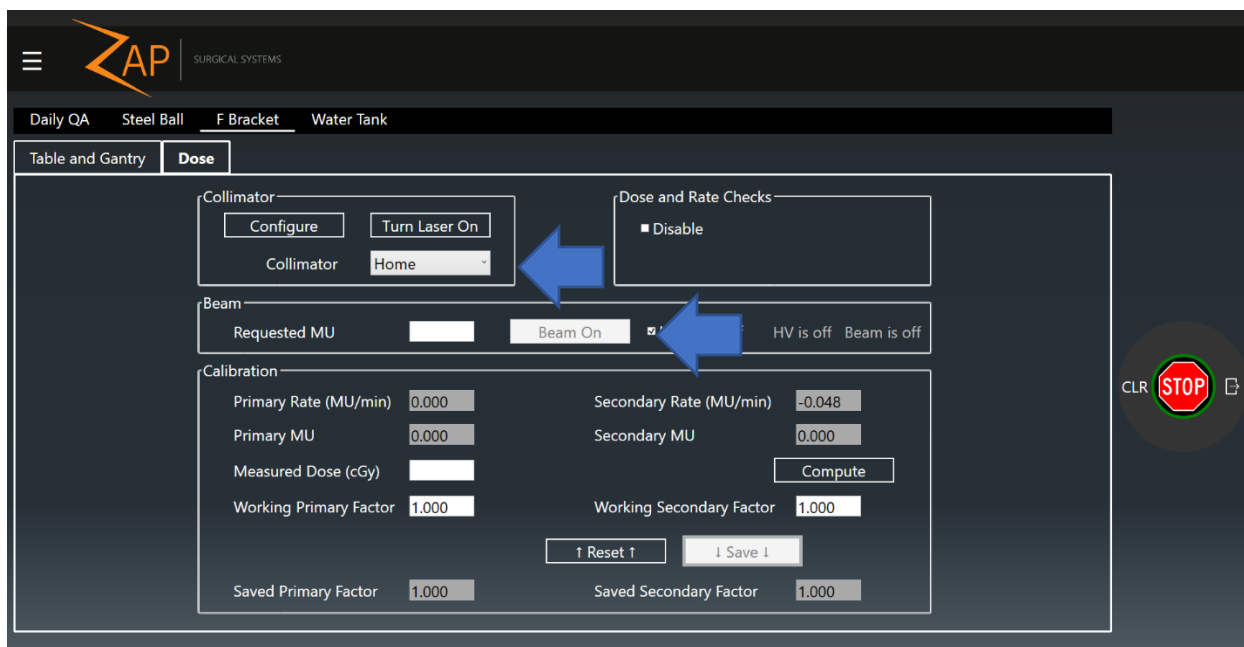 ZAP SURGICAL SYSTEMS
Daily QA Steel Ball F Bracket Water Tank
Table and Gantry Dose
Collimator
Configure Turn Laser On
Collimator Home
Dose and Rate Checks
Disable
Beam
Requested MU Beam On HV is off Beam is off
Calibration
Primary Rate (MU/min) 0.000 Secondary Rate (MU/min) -0.048
Primary MU 0.000 Secondary MU 0.000
Measured Dose (cGy) Compute
Working Primary Factor 1.000 Working Secondary Factor 1.000
↑ Reset ↑ ↓ Save ↓
Saved Primary Factor 1.000 Saved Secondary Factor 1.000
CLR STOP